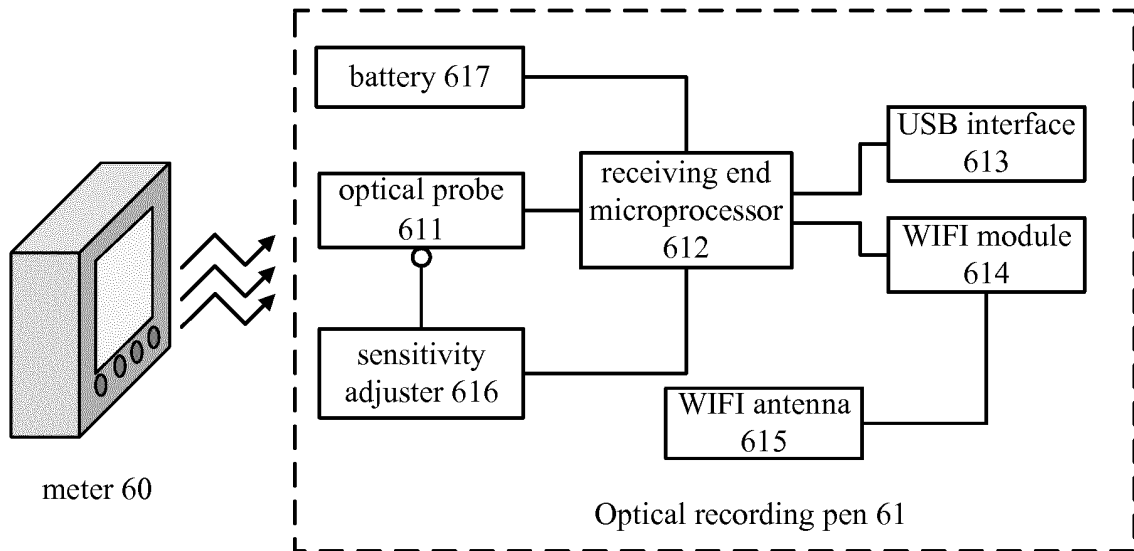 battery 617
optical probe
611
sensitivity
adjuster 616
receiving end
microprocessor
612
USB interface
613
WIFI module
614
WIFI antenna
615
meter 60
Optical recording pen 61